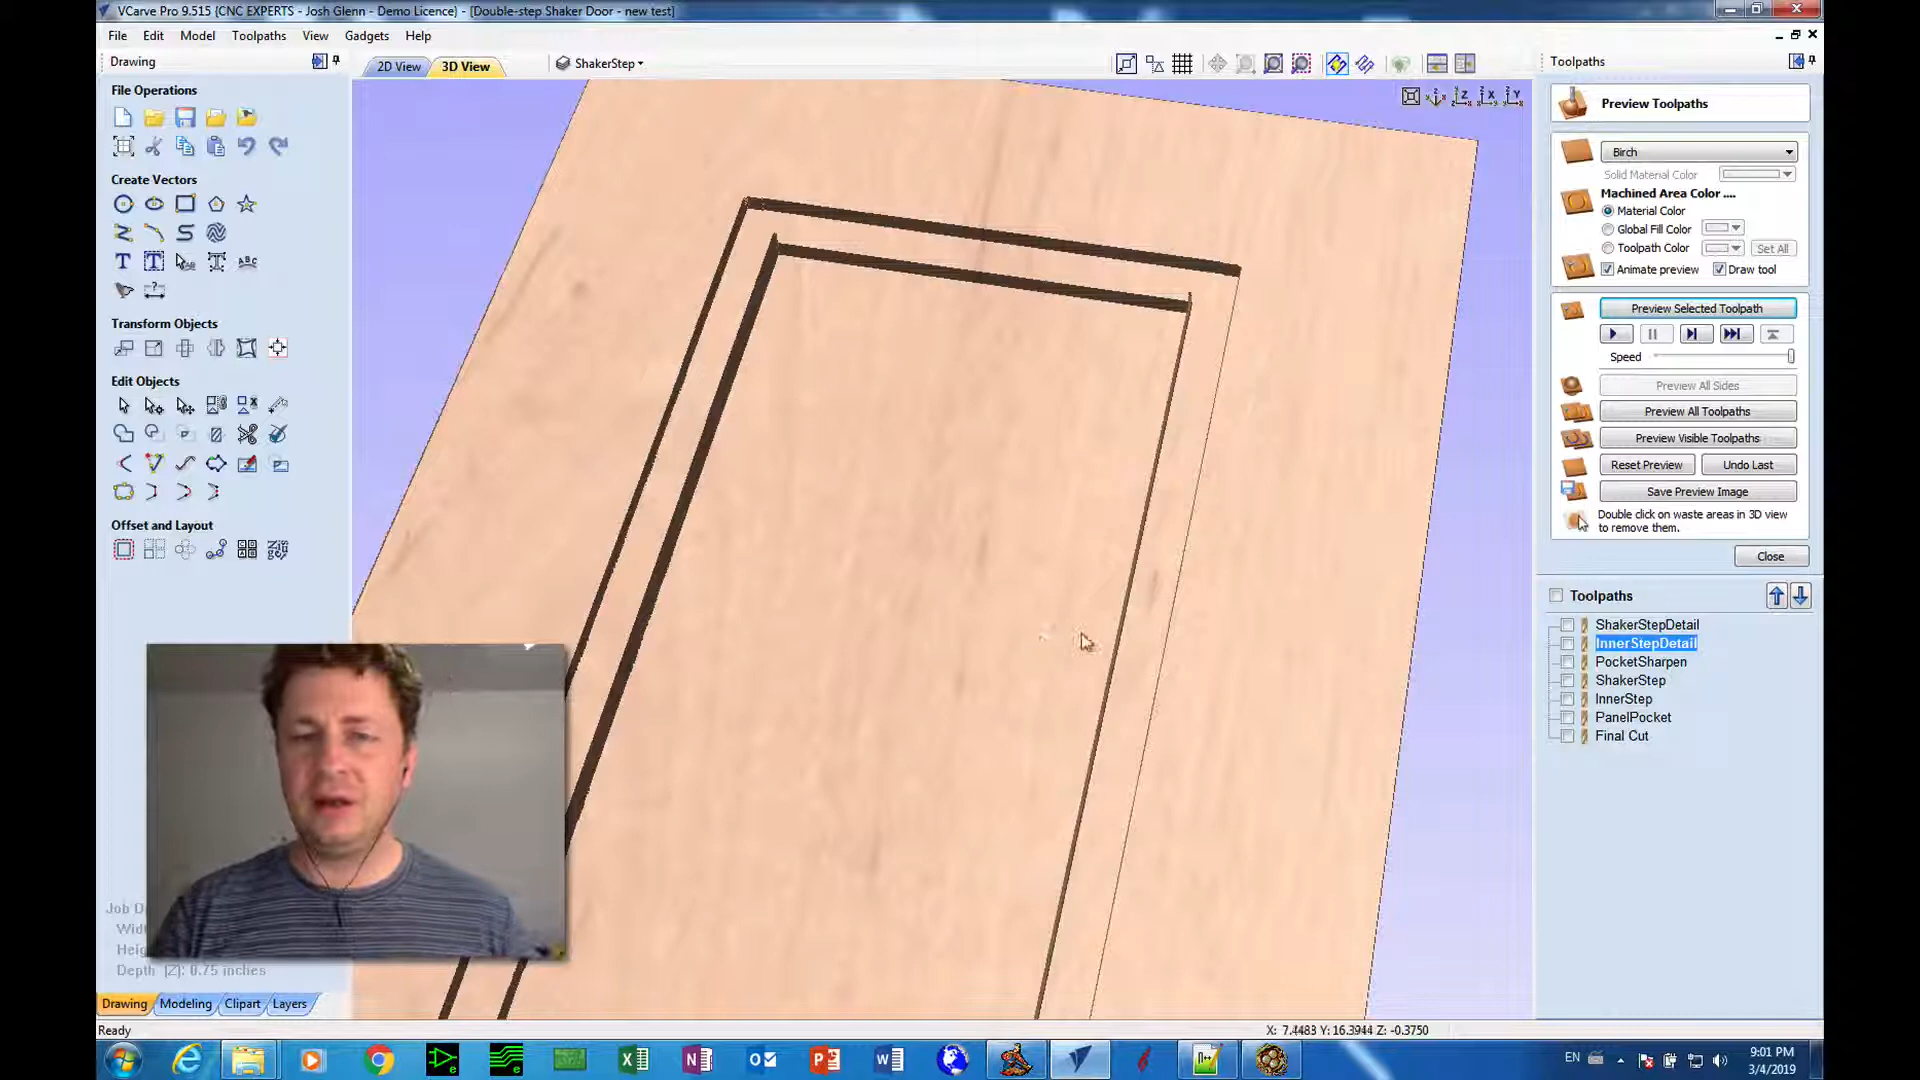 VCarve Pro 9.515 {CNC EXPERTS - Josh Glenn - Demo Licence} - [Double-step Shaker Door - new test]
File Edit Model Toolpaths View Gadgets Help
Drawing
2D View 3D View ShakerStep
Toolpaths
File Operations
Create Vectors
Transform Objects
Edit Objects
Offset and Layout
Depth (Z): 0.75 inches
Drawing Modeling Clipart Layers
Preview Toolpaths
Birch
Solid Material Color
Machined Area Color ....
Material Color
Global Fill Color
Toolpath Color Set All
Animate preview Draw tool
Preview Selected Toolpath
Speed
Preview All Sides
Preview All Toolpaths
Preview Visible Toolpaths
Reset Preview Undo Last
Save Preview Image
Double click on waste areas in 3D view
to remove them.
Close
Toolpaths
ShakerStepDetail
InnerStepDetail
PocketSharpen
ShakerStep
InnerStep
PanelPocket
Final Cut
Ready
X: 7.4483 Y: 16.3944 Z: -0.3750
EN
9:01 PM
3/4/2019